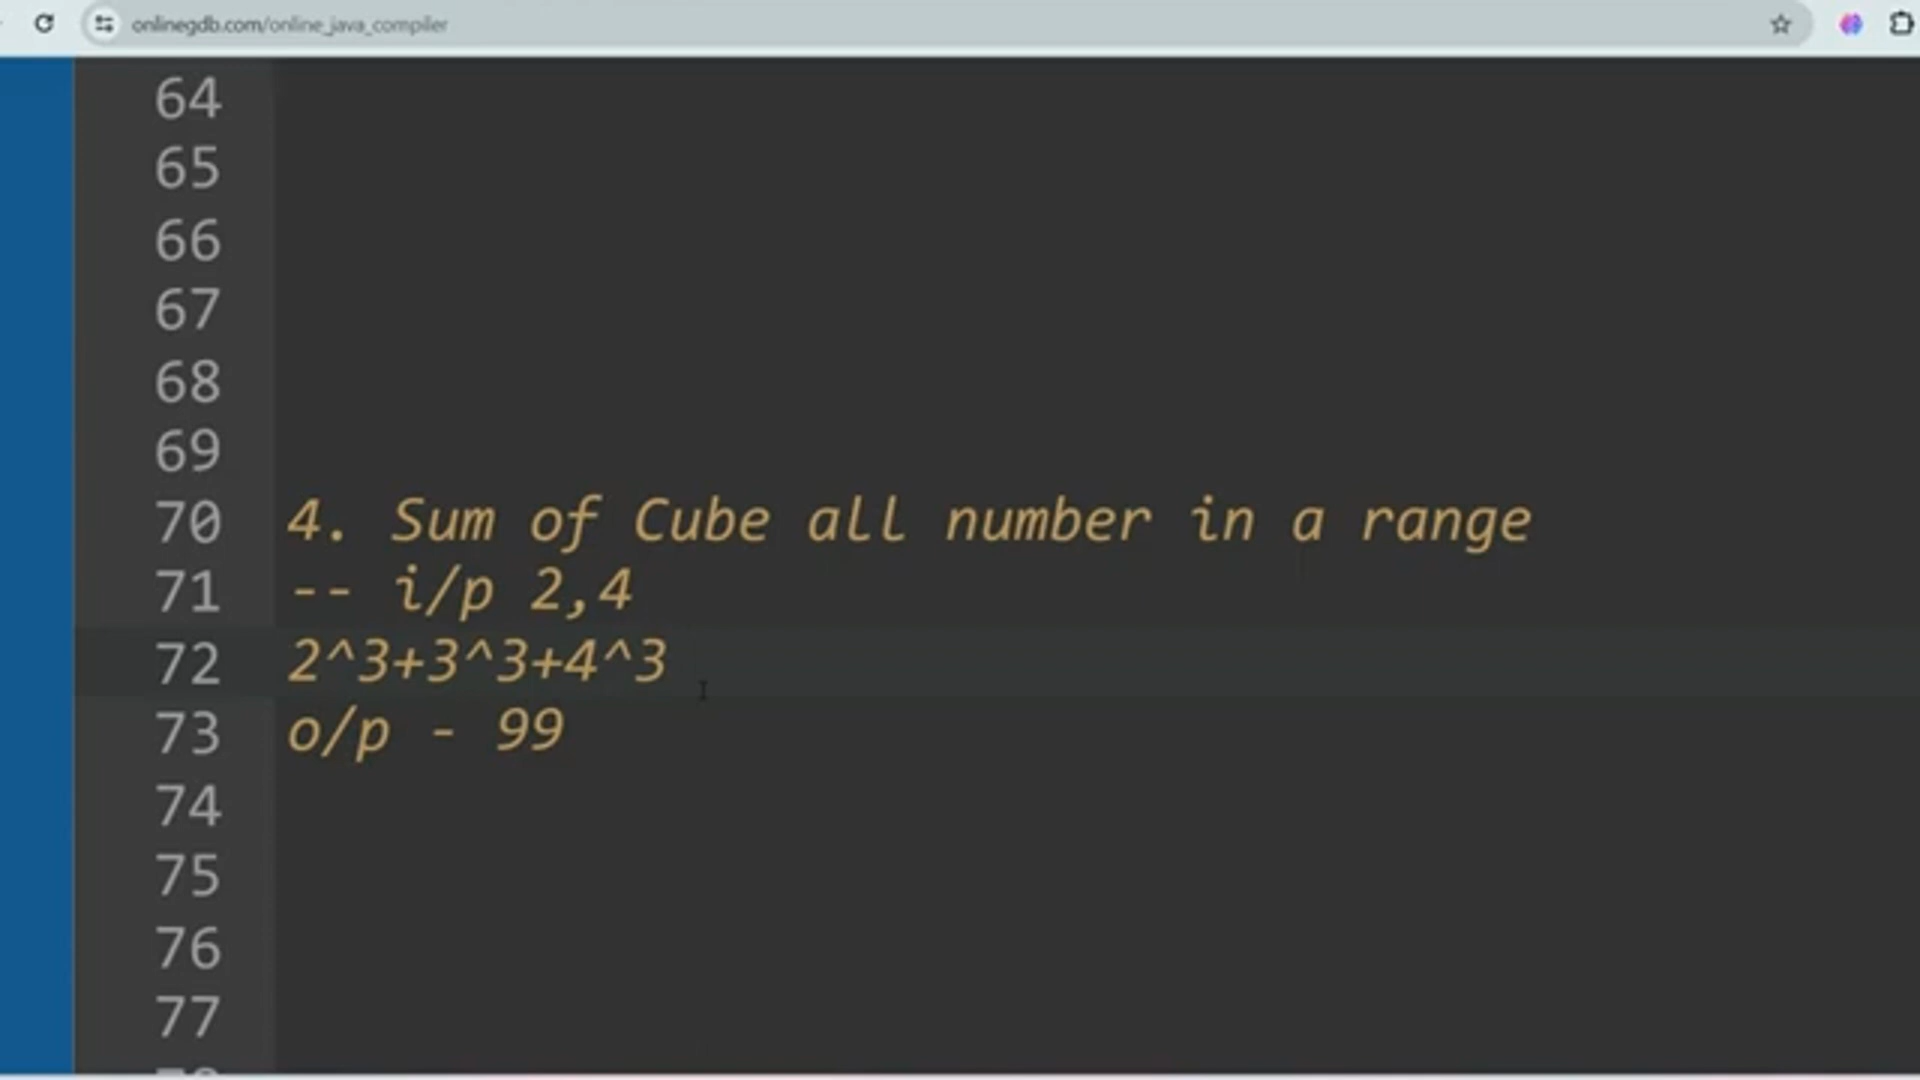 onlinegdb.com/online_java_compiler
64
65
66
67
68
69
70 4. Sum of Cube all number in a range
71 -- i/p 2,4
72 2^3+3^3+4^3
73 o/p - 99
74
75
76
77